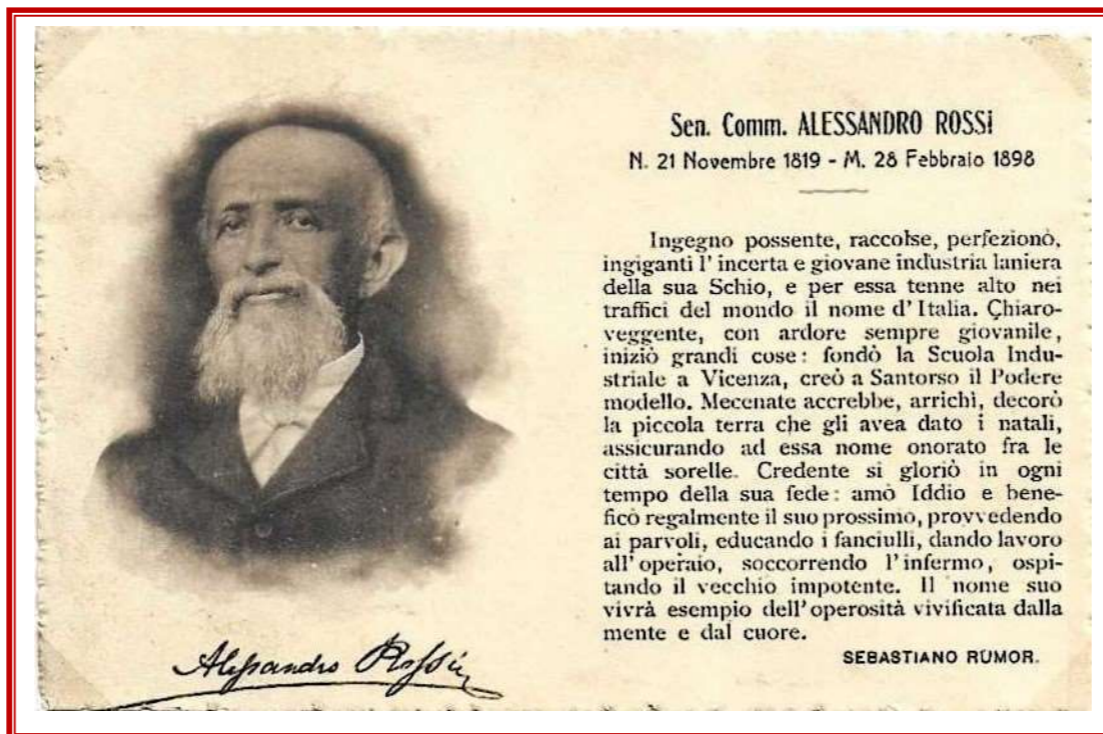 Sen. Comm. ALESSANDRO ROSSI
N. 21 Novembre 1819 - M. 28 Febbraio 1898
Ingegno possente, raccolse, perfezionò,
ingigantì l'incerta e giovane industria laniera
della sua Schio, e per essa tenne alto nei
traffici del mondo il nome d'Italia. Chiaro-
veggente, con ardore sempre giovanile,
iniziò grandi cose: fondò la Scuola Indu-
striale a Vicenza, creò a Santorso il Podere
modello. Mecenate accrebbe, arrichì, decorò
la piccola terra che gli avea dato i natali,
assicurando ad essa nome onorato fra le
città sorelle. Credente si gloriò in ogni
tempo della sua fede: amò Iddio e bene-
ficò regalmente il suo prossimo, provvedendo
ai parvoli, educando i fanciulli, dando lavoro
all'operaio, soccorrendo l'infermo, ospi-
tando il vecchio impotente. Il nome suo
vivrà esempio dell'operosità vivificata dalla
mente e dal cuore.
SEBASTIANO RUMOR.
Alessandro Rossi